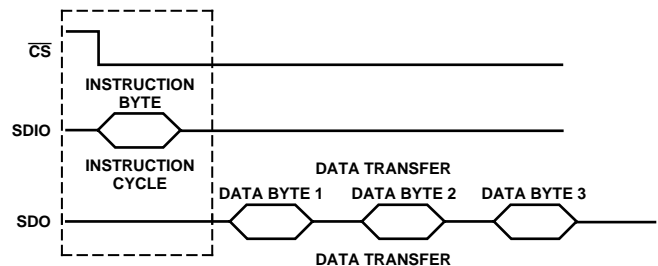 CS
INSTRUCTION
BYTE
SDIO
INSTRUCTION
CYCLE
DATA TRANSFER
DATA BYTE 1 DATA BYTE 2 DATA BYTE 3
SDO
DATA TRANSFER